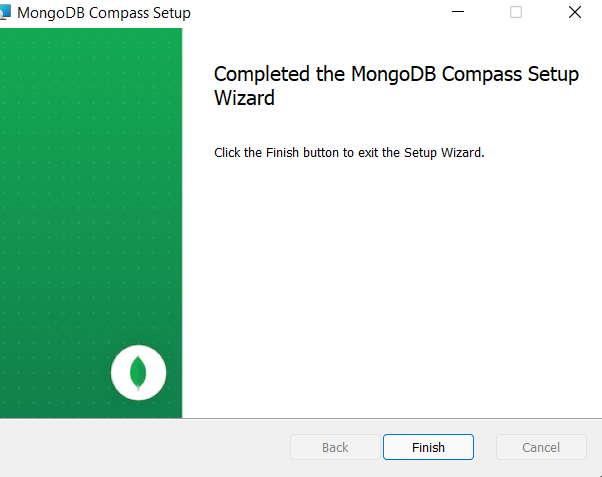 MongoDB Compass Setup
Completed the MongoDB Compass Setup
Wizard
Click the Finish button to exit the Setup Wizard.
Back
Finish
Cancel